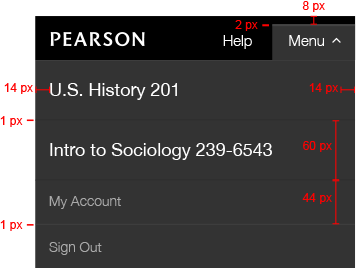 8 px
2 px
PEARSON Help Menu
14 px U.S. History 201 14 px
1 px
Intro to Sociology 239-6543 60 px
My Account 44 px
1 px
Sign Out